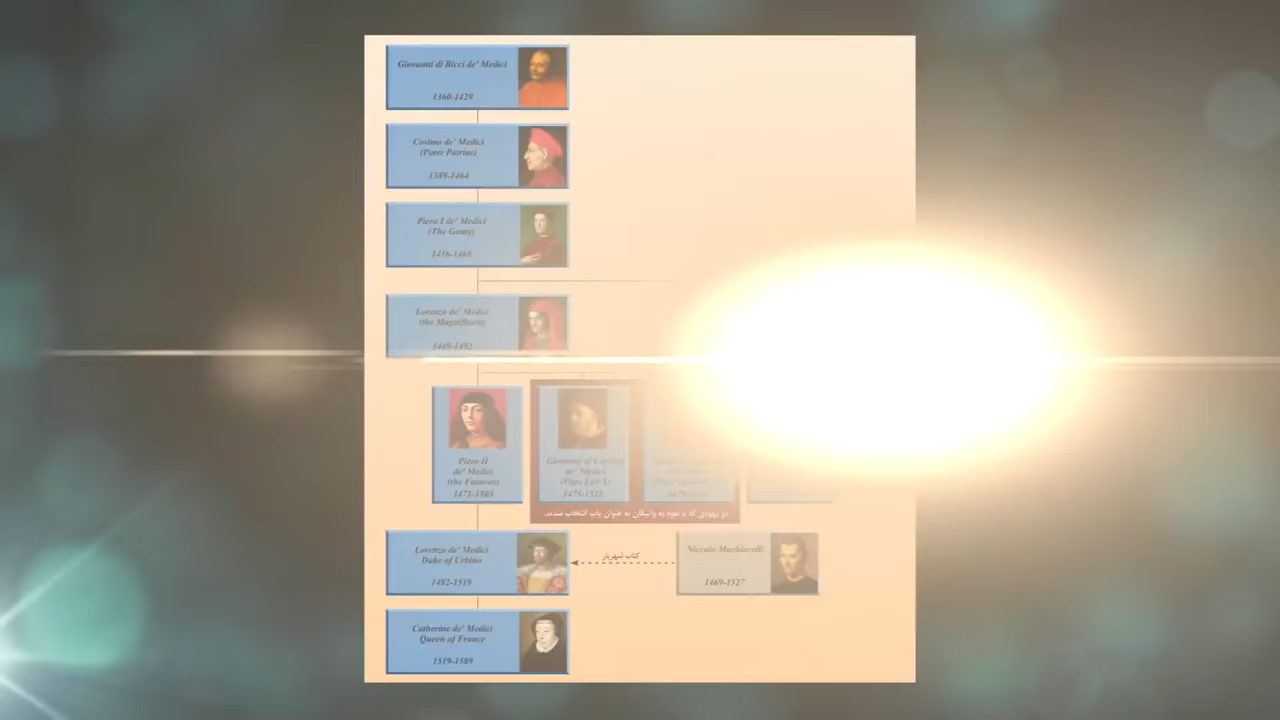 Giovanni di Bicci de' Medici
1360-1429
Cosimo de' Medici
(Pater Patriae)
1389-1464
Piero I de' Medici
(The Gouty)
1416-1469
Lorenzo de' Medici
(the Magnificent)
1449-1492
Piero II
de' Medici
(the Fatuous)
1471-1503
Giovanni di Lorenzo
de' Medici
(Pope Leo X)
1475-1521
دو یهودی که با نفوذ به واتیکان به عنوان پاپ انتخاب شدند.
Lorenzo de' Medici
Duke of Urbino
1492-1519
کتاب شهریار
Niccolo Machiavelli
1469-1527
Catherine de' Medici
Queen of France
1519-1589